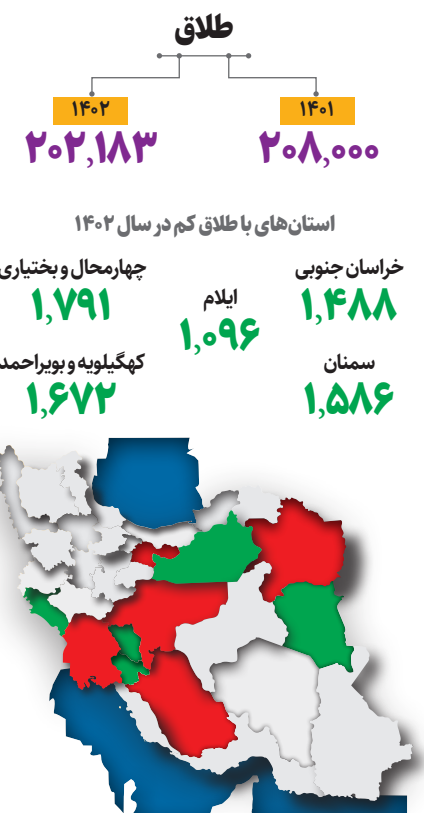 طلاق
۱۴۰۱
۲۰۸,۰۰۰
۱۴۰۲
۲۰۲,۱۸۳
استان‌های با طلاق کم در سال ۱۴۰۲
خراسان جنوبی
۱,۴۸۸
چهارمحال و بختیاری
۱,۷۹۱
ایلام
۱,۰۹۶
سمنان
۱,۵۸۶
کهگیلویه و بویراحمد
۱,۶۷۲